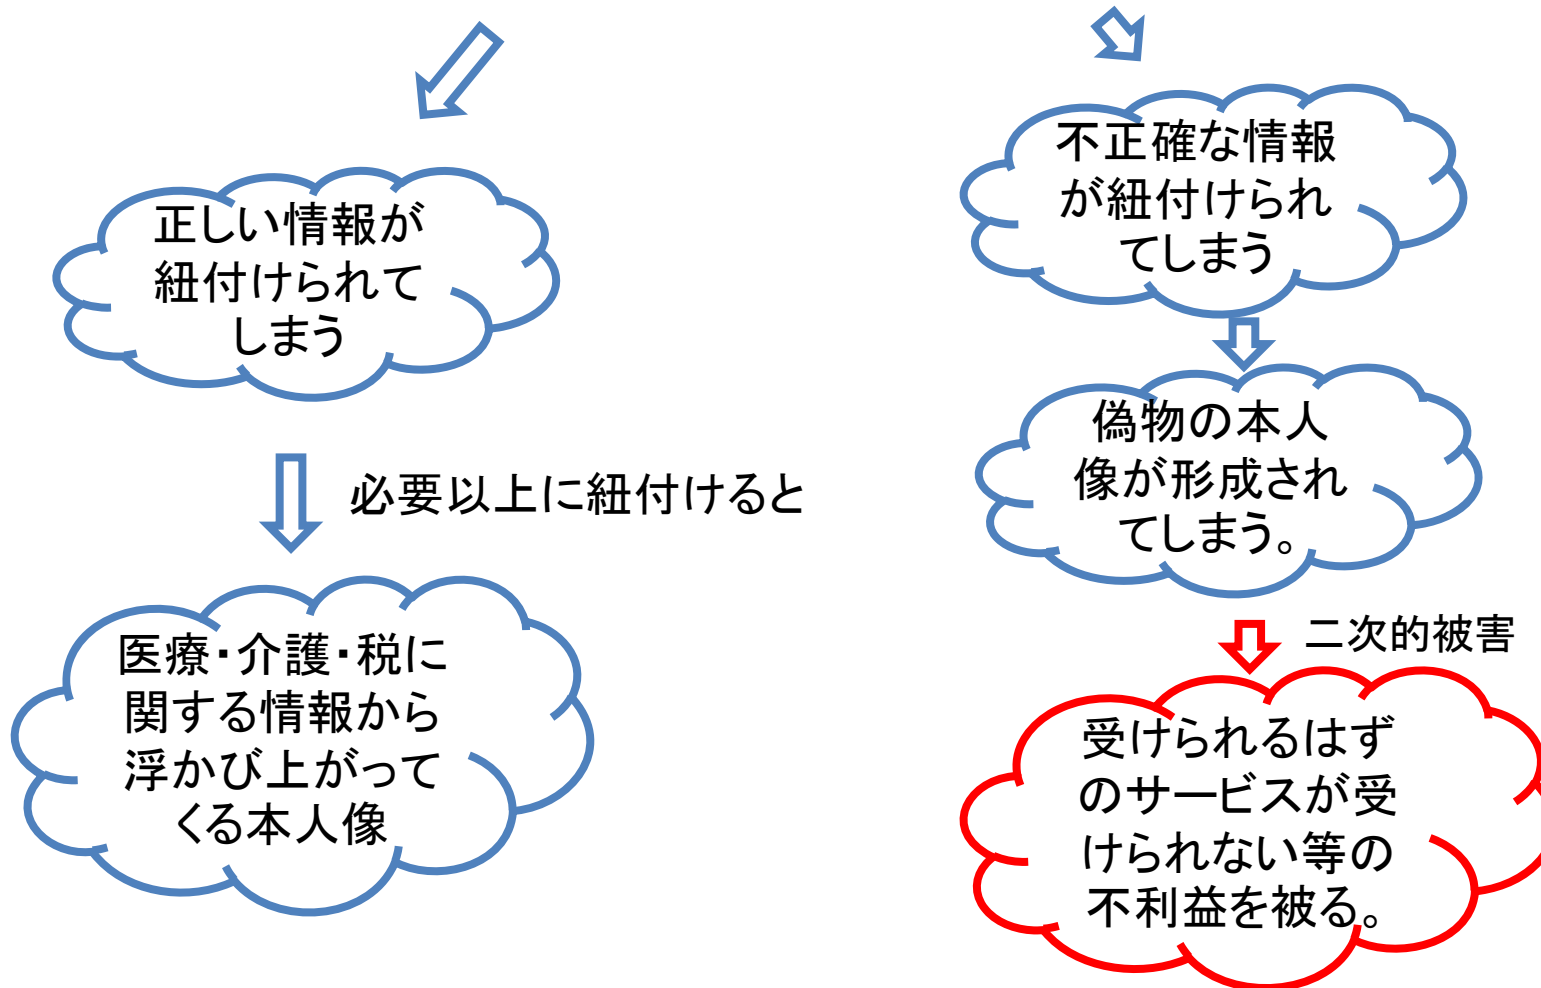 正しい情報が
紐付けられて
しまう
必要以上に紐付けると
医療・介護・税に
関する情報から
浮かび上がって
くる本人像
不正確な情報
が紐付けられ
てしまう
偽物の本人
像が形成され
てしまう。
二次的被害
受けられるはず
のサービスが受
けられない等の
不利益を被る。